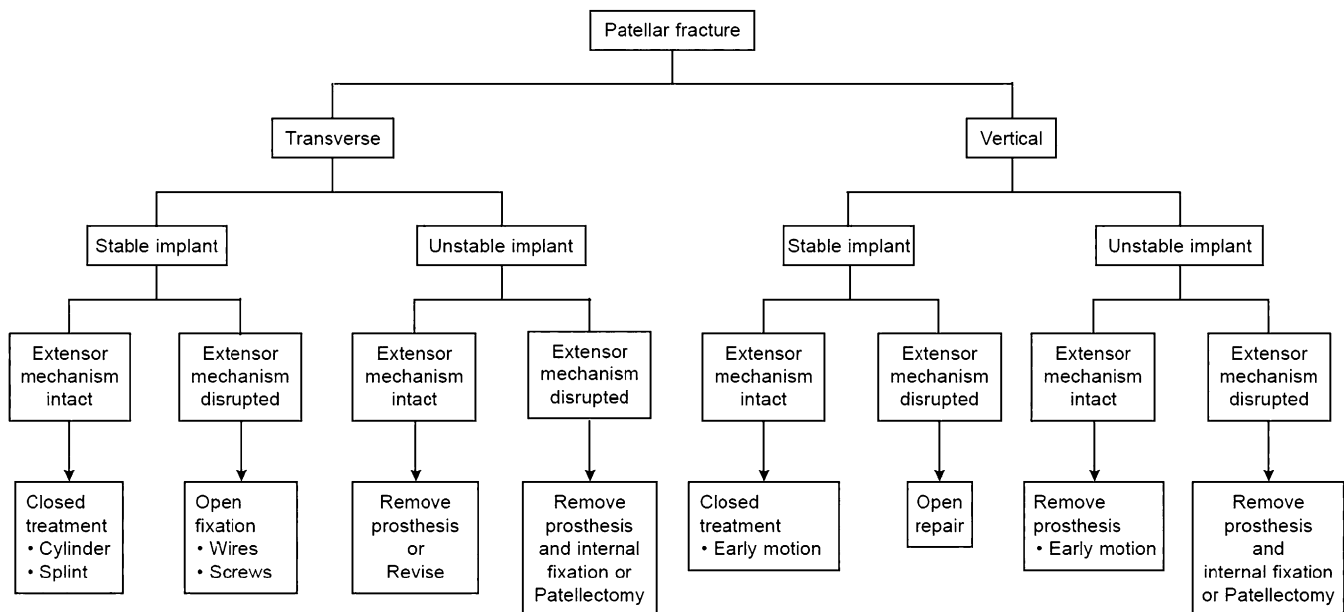 Patellar fracture
Transverse
Vertical
Stable implant
Unstable implant
Stable implant
Unstable implant
Extensor
mechanism
intact
Extensor
mechanism
disrupted
Extensor
mechanism
intact
Extensor
mechanism
disrupted
Extensor
mechanism
intact
Extensor
mechanism
disrupted
Extensor
mechanism
intact
Extensor
mechanism
disrupted
Closed
treatment
• Cylinder
• Splint
Open
fixation
• Wires
• Screws
Remove
prosthesis
or
Revise
Remove
prosthesis
and internal
fixation or
Patellectomy
Closed
treatment
• Early motion
Open
repair
Remove
prosthesis
• Early motion
Remove
prosthesis
and
internal fixation
or Patellectomy